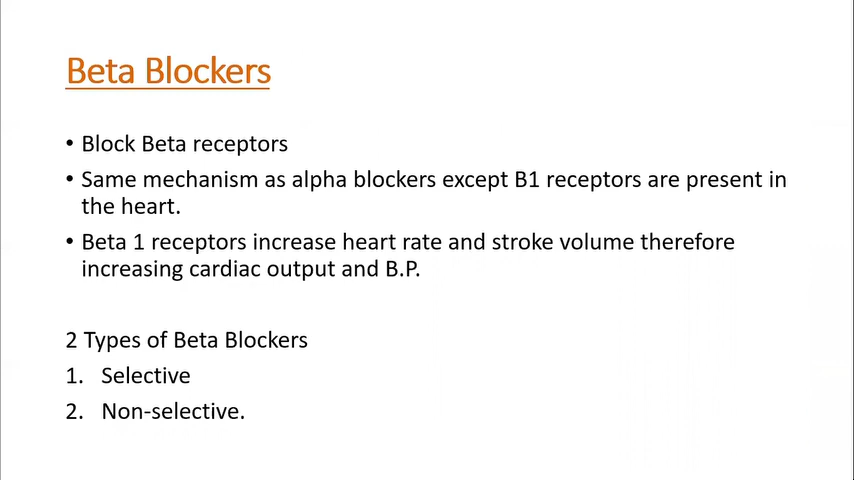 Beta Blockers
• Block Beta receptors
• Same mechanism as alpha blockers except B1 receptors are present in
the heart.
• Beta 1 receptors increase heart rate and stroke volume therefore
increasing cardiac output and B.P.
2 Types of Beta Blockers
1. Selective
2. Non-selective.